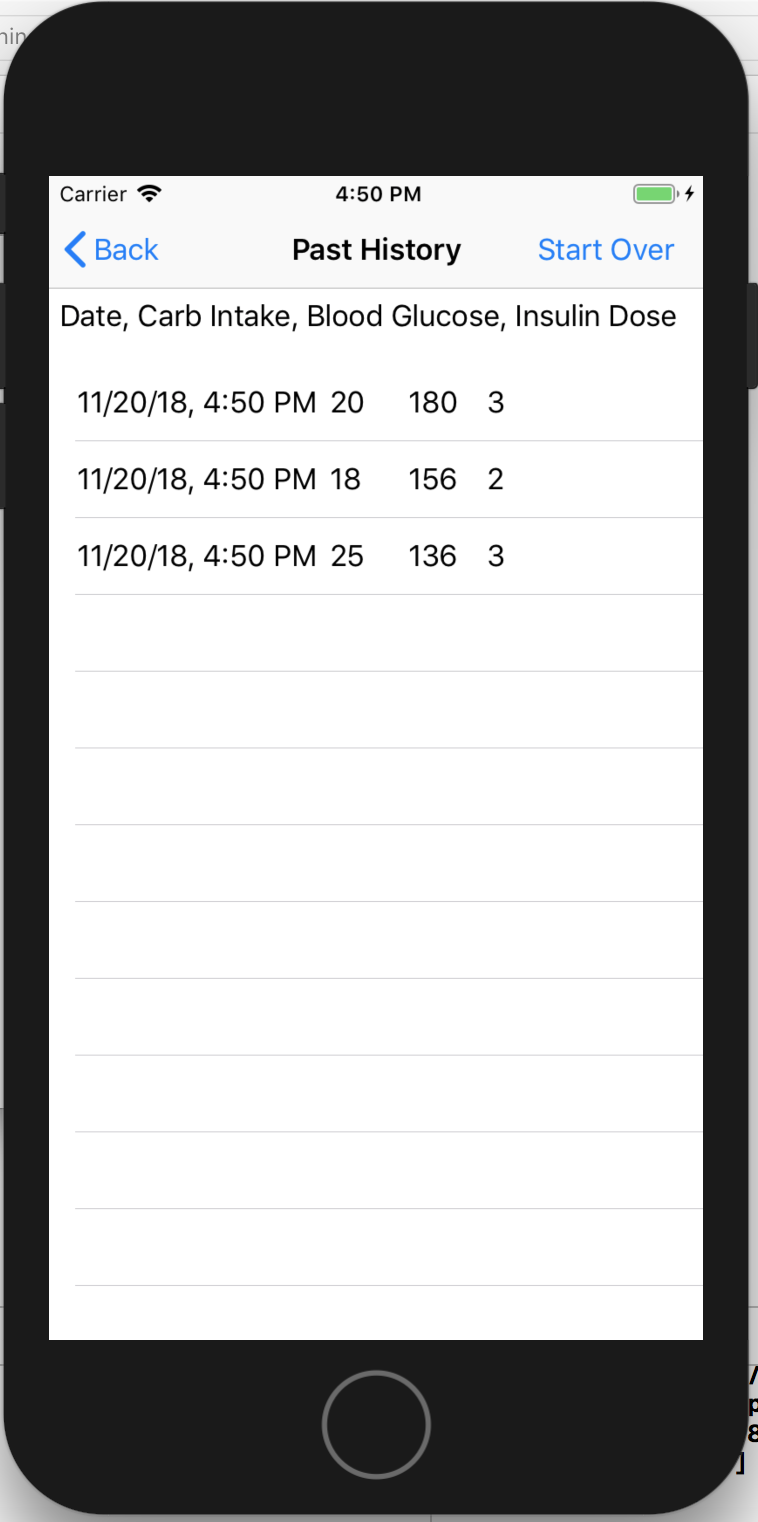 Carrier 4:50 PM
Back Past History Start Over
Date, Carb Intake, Blood Glucose, Insulin Dose
11/20/18, 4:50 PM 20 180 3
11/20/18, 4:50 PM 18 156 2
11/20/18, 4:50 PM 25 136 3
/
p
8
]